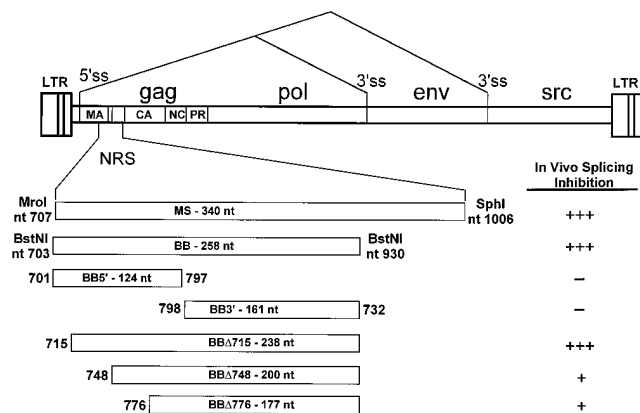 5'ss 3'ss 3'ss
LTR gag pol env src LTR
MA CA NC PR
NRS
In Vivo Splicing
Inhibition
MroI
nt 707
MS - 340 nt
SphI
nt 1006
+++
BstNI
nt 703
BB - 258 nt
BstNI
nt 930
+++
701 BB5' - 124 nt 797 –
798 BB3' - 161 nt 732 –
715 BBΔ715 - 238 nt +++
748 BBΔ748 - 200 nt +
776 BBΔ776 - 177 nt +